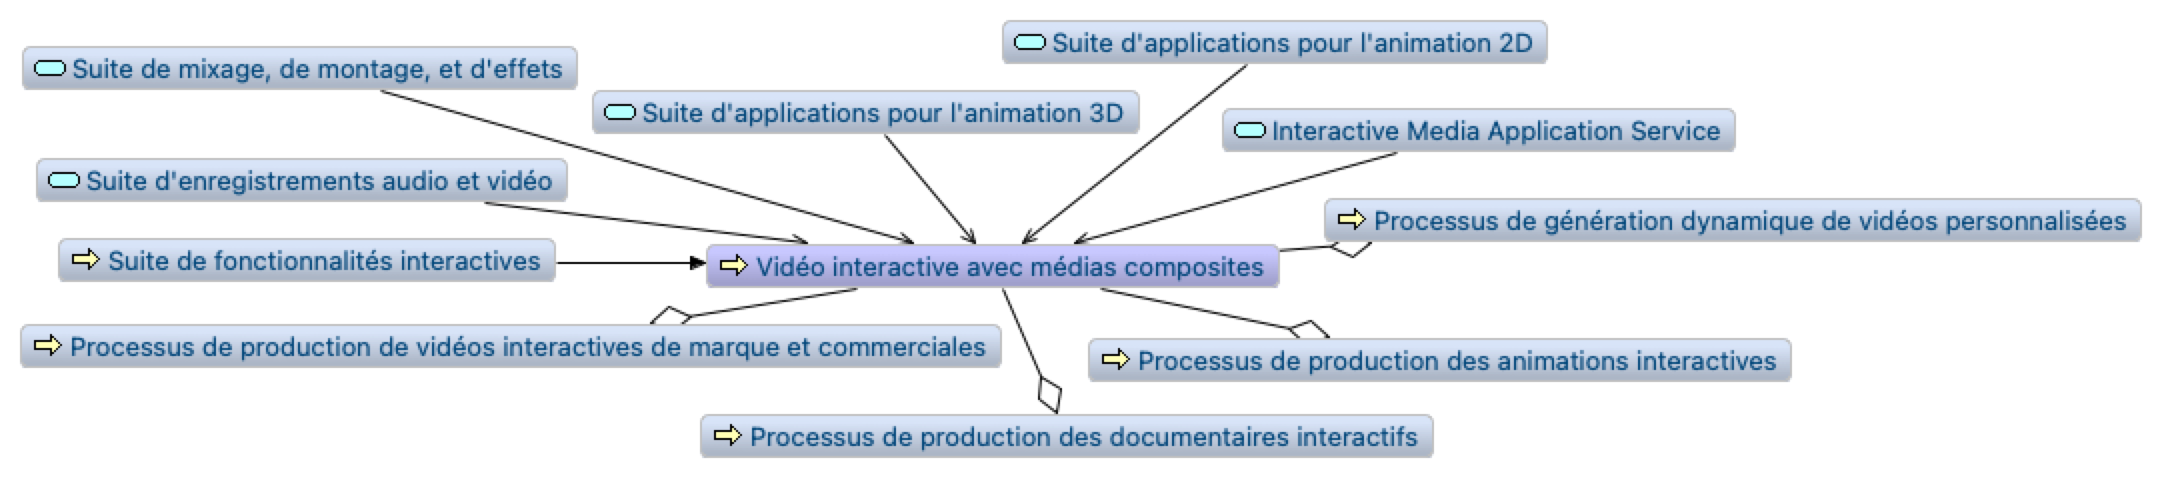 Suite d'applications pour l'animation 2D
Suite de mixage, de montage, et d'effets
Suite d'applications pour l'animation 3D
Interactive Media Application Service
Suite d'enregistrements audio et vidéo
Processus de génération dynamique de vidéos personnalisées
Suite de fonctionnalités interactives
Vidéo interactive avec médias composites
Processus de production de vidéos interactives de marque et commerciales
Processus de production des animations interactives
Processus de production des documentaires interactifs